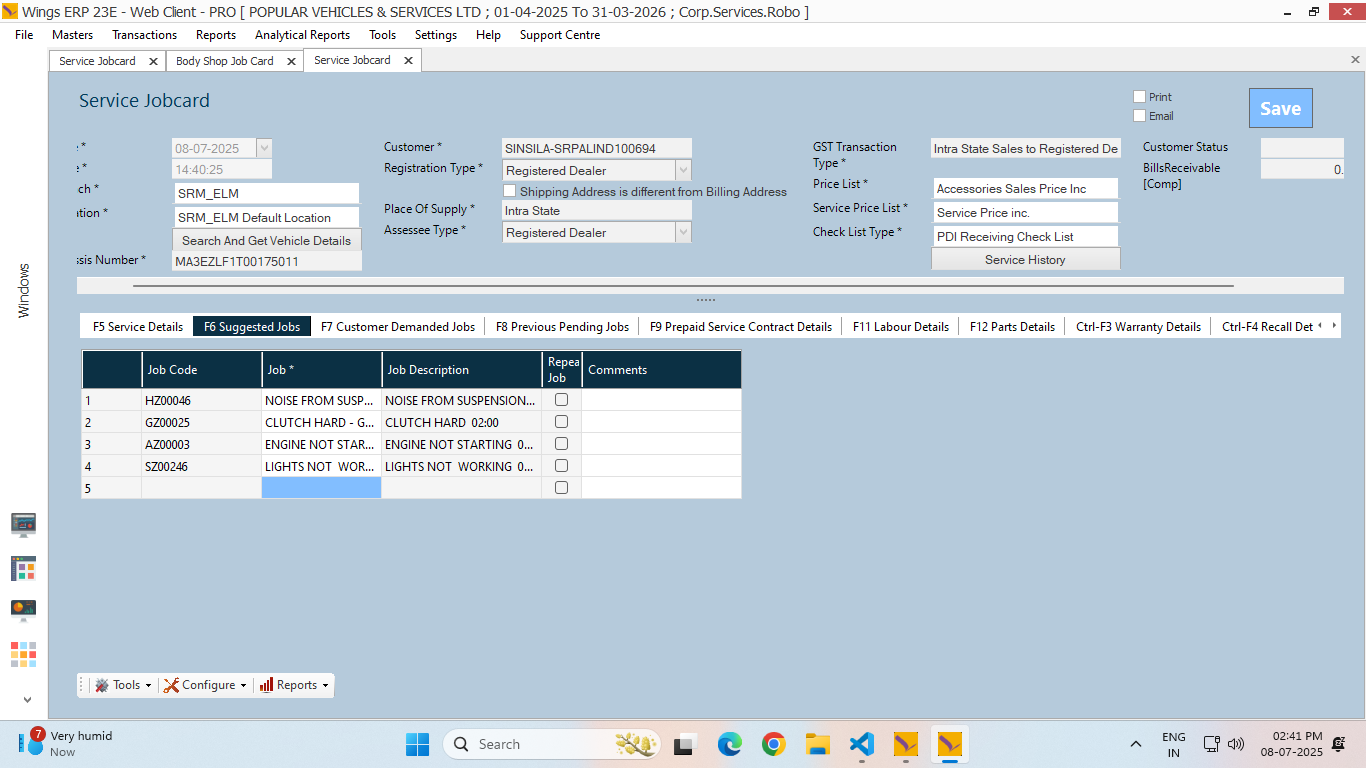 Wings ERP 23E - Web Client - PRO [ POPULAR VEHICLES & SERVICES LTD ; 01-04-2025 To 31-03-2026 ; Corp.Services.Robo ]
File Masters Transactions Reports Analytical Reports Tools Settings Help Support Centre
Service Jobcard Body Shop Job Card Service Jobcard
Service Jobcard
Print
Email
Save
* 08-07-2025
* 14:40:25
ch * SRM_ELM
ation * SRM_ELM Default Location
Search And Get Vehicle Details
ssis Number * MA3EZLF1T00175011
Customer * SINSILA-SRPALIND100694
Registration Type * Registered Dealer
Shipping Address is different from Billing Address
Place Of Supply * Intra State
Assessee Type * Registered Dealer
GST Transaction Type * Intra State Sales to Registered De
Price List * Accessories Sales Price Inc
Service Price List * Service Price inc.
Check List Type * PDI Receiving Check List
Service History
Customer Status
BillsReceivable [Comp] 0.
Windows
F5 Service Details F6 Suggested Jobs F7 Customer Demanded Jobs F8 Previous Pending Jobs F9 Prepaid Service Contract Details F11 Labour Details F12 Parts Details Ctrl-F3 Warranty Details Ctrl-F4 Recall Det
Job Code Job * Job Description Repea Job Comments
1 HZ00046 NOISE FROM SUSP... NOISE FROM SUSPENSION...
2 GZ00025 CLUTCH HARD - G... CLUTCH HARD 02:00
3 AZ00003 ENGINE NOT STAR... ENGINE NOT STARTING 0...
4 SZ00246 LIGHTS NOT WOR... LIGHTS NOT WORKING 0...
5
Tools Configure Reports
7 Very humid
Now
Search
ENG
IN
02:41 PM
08-07-2025